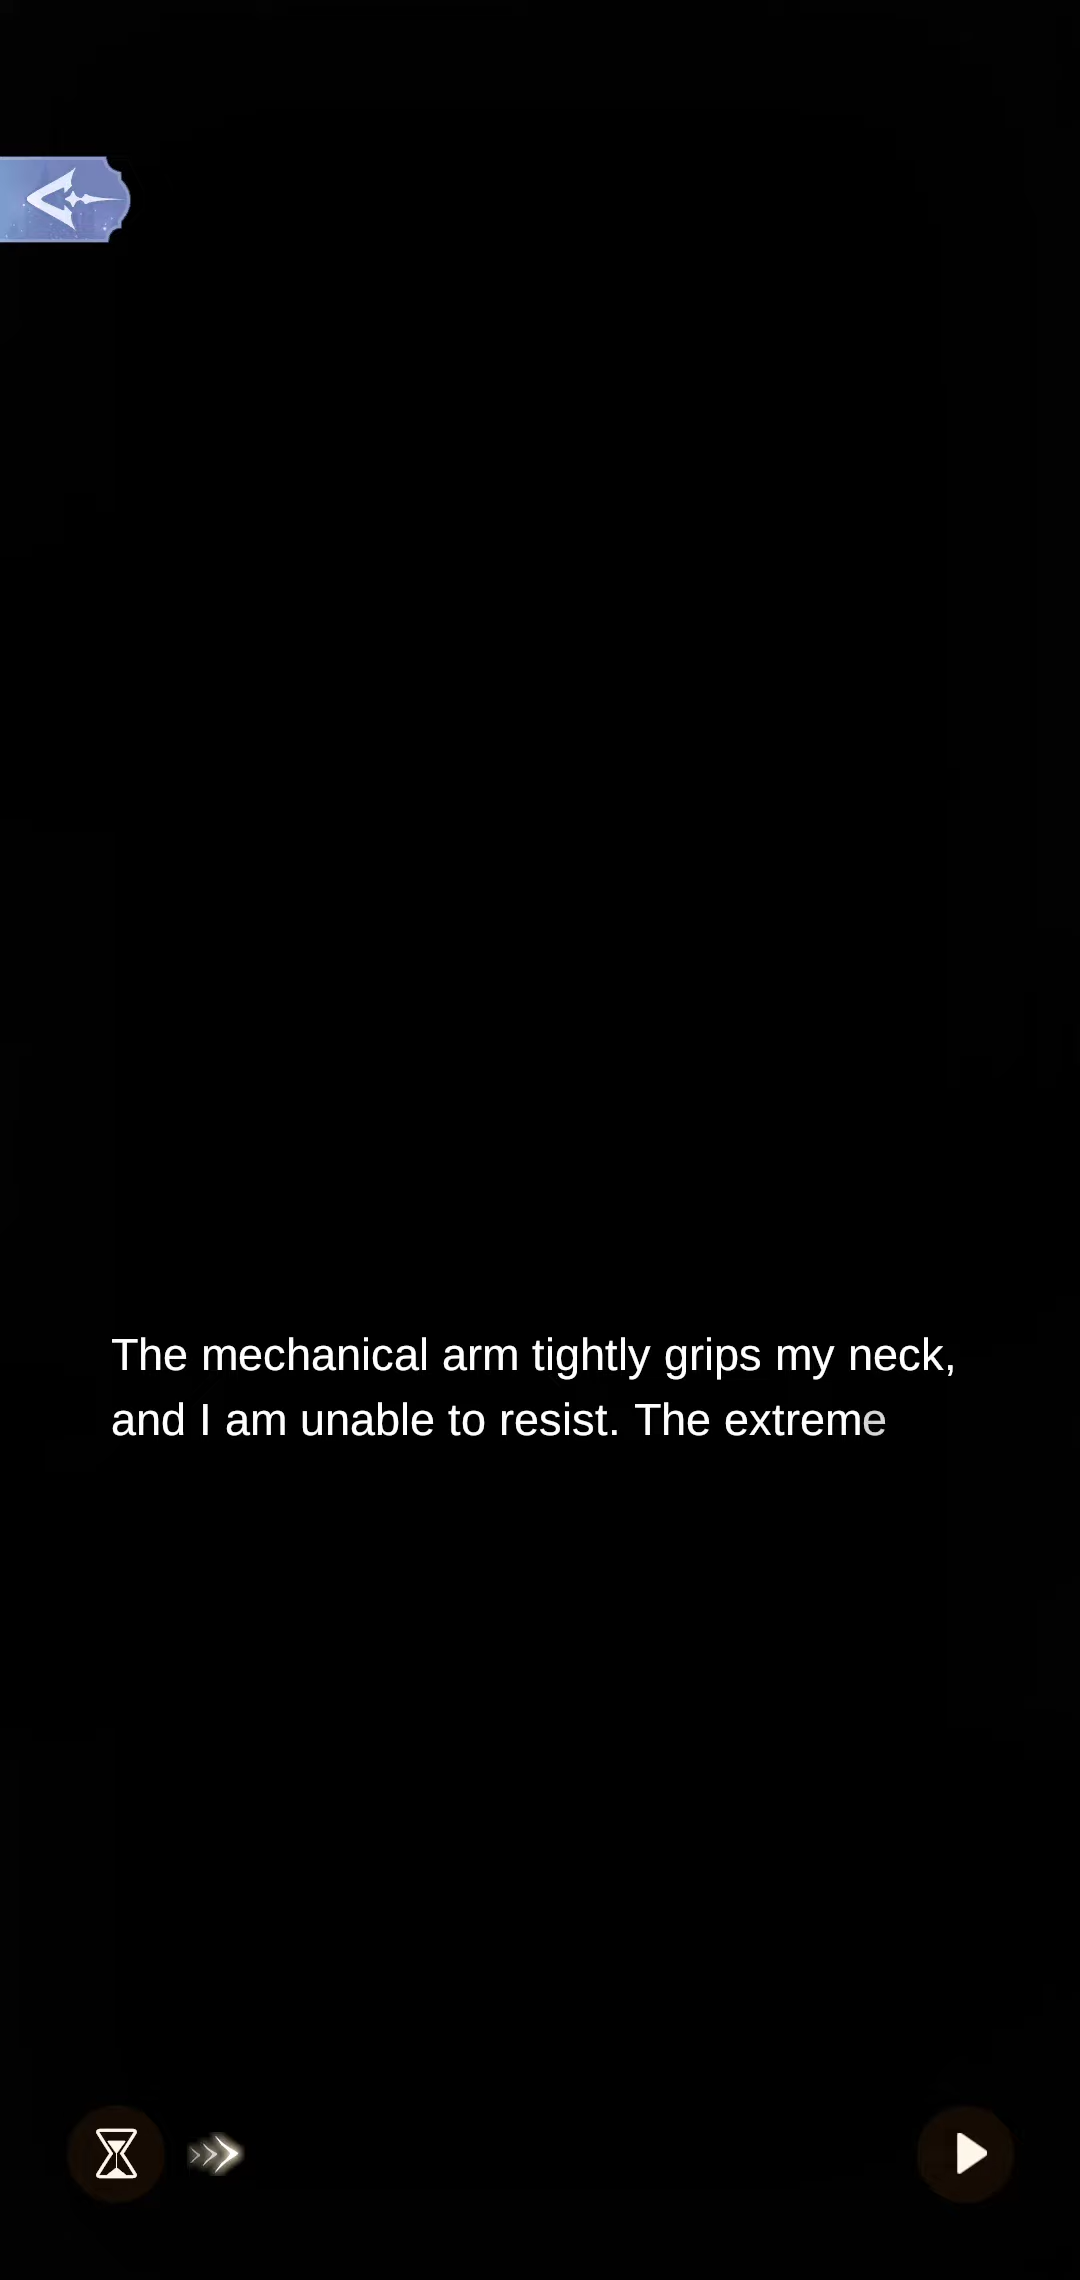 The mechanical arm tightly grips my neck,
and I am unable to resist. The extreme